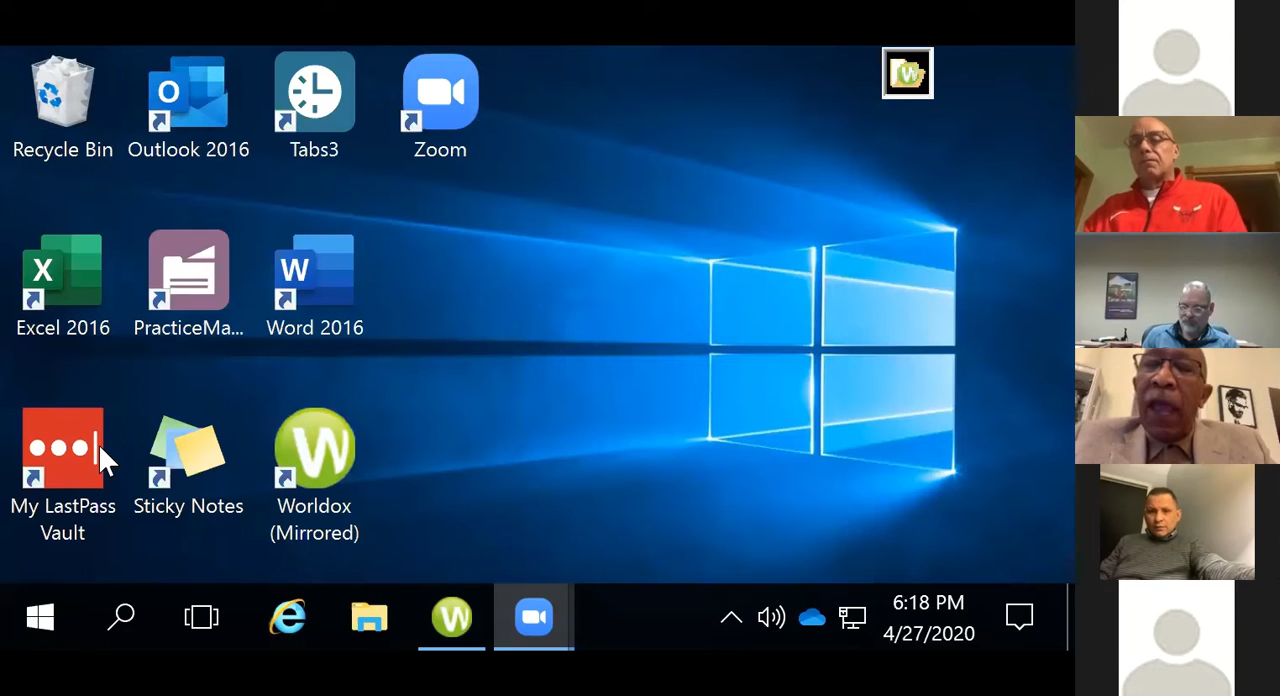 Recycle Bin
Outlook 2016
Tabs3
Zoom
Excel 2016
PracticeMa...
Word 2016
My LastPass
Vault
Sticky Notes
Worldox
(Mirrored)
6:18 PM
4/27/2020